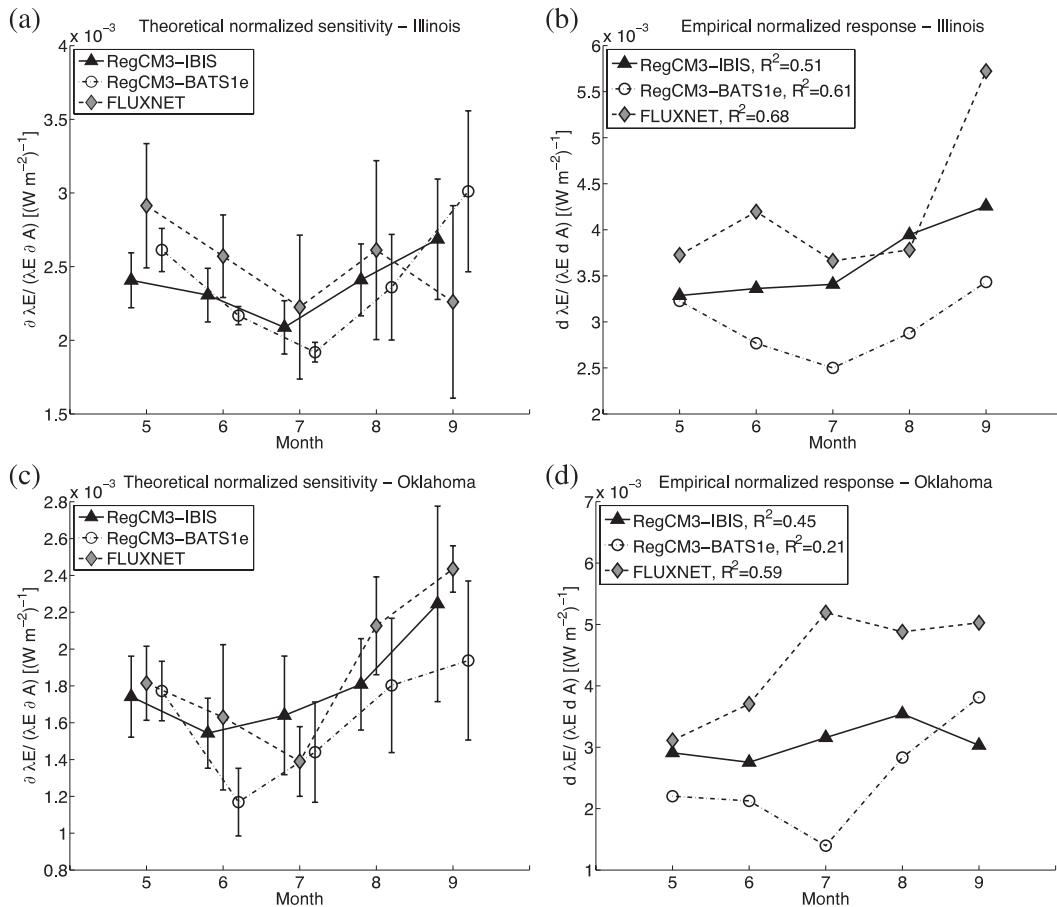 (a)
Theoretical normalized sensitivity – Illinois
x 10⁻³
4
3.5
3
2.5
2
1.5
∂ λE/ (λE ∂ A) [(W m⁻²)⁻¹]
RegCM3–IBIS
RegCM3–BATS1e
FLUXNET
5 6 7 8 9
Month
(b)
Empirical normalized response – Illinois
x 10⁻³
6
5.5
5
4.5
4
3.5
3
2.5
2
d λE/ (λE d A) [(W m⁻²)⁻¹]
RegCM3–IBIS, R²=0.51
RegCM3–BATS1e, R²=0.61
FLUXNET, R²=0.68
5 6 7 8 9
Month
(c)
Theoretical normalized sensitivity – Oklahoma
x 10⁻³
2.8
2.6
2.4
2.2
2
1.8
1.6
1.4
1.2
1
0.8
∂ λE/ (λE ∂ A) [(W m⁻²)⁻¹]
RegCM3–IBIS
RegCM3–BATS1e
FLUXNET
5 6 7 8 9
Month
(d)
Empirical normalized response – Oklahoma
x 10⁻³
7
6
5
4
3
2
1
d λE/ (λE d A) [(W m⁻²)⁻¹]
RegCM3–IBIS, R²=0.45
RegCM3–BATS1e, R²=0.21
FLUXNET, R²=0.59
5 6 7 8 9
Month